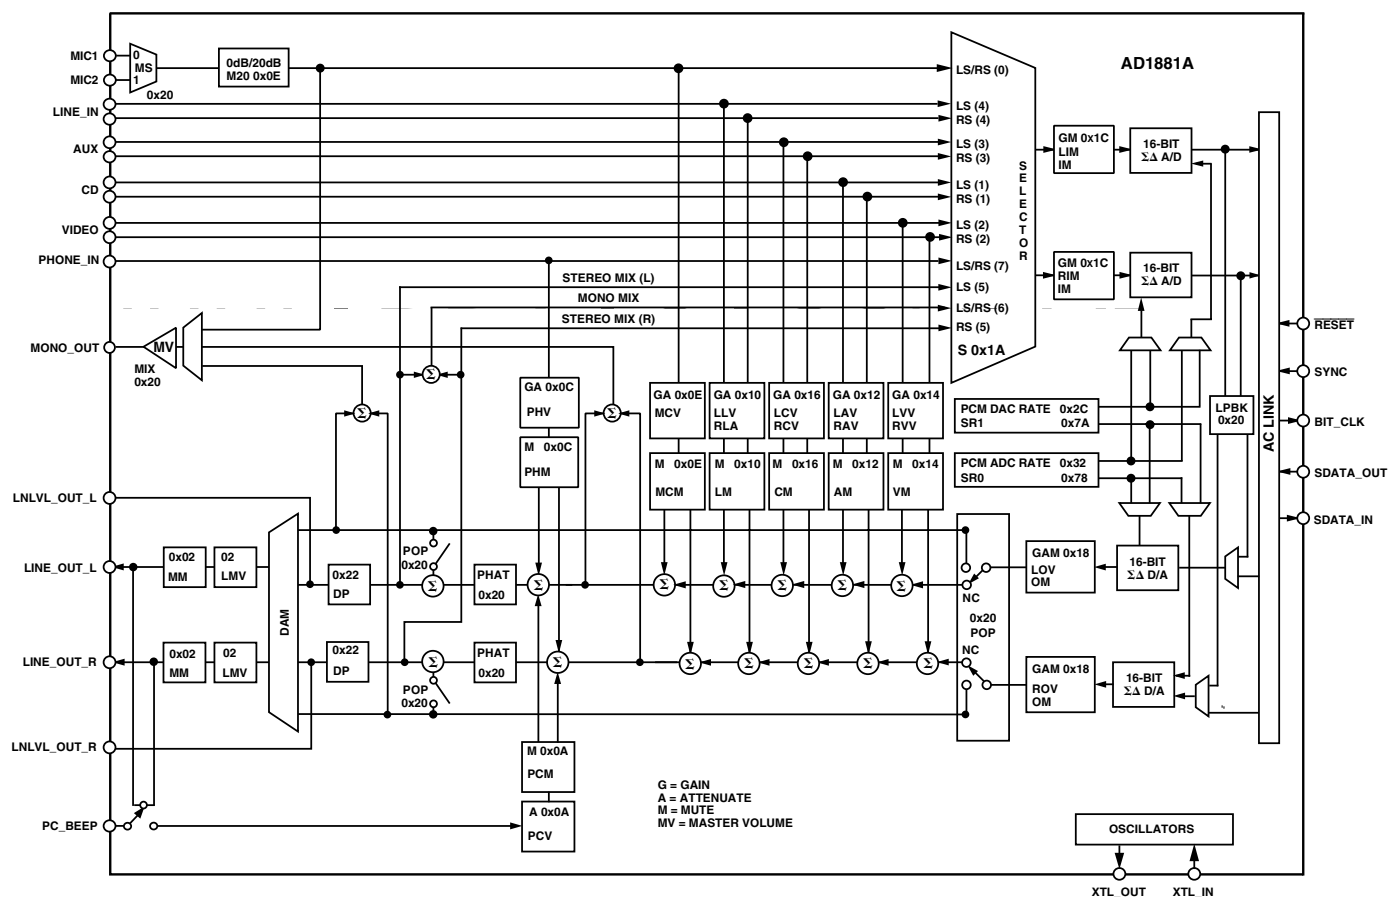 MIC1
MIC2
0
MS
1
0x20
0dB/20dB
M20 0x0E
LINE_IN
AUX
CD
VIDEO
PHONE_IN
STEREO MIX (L)
MONO MIX
STEREO MIX (R)
LS/RS (0)
LS (4)
RS (4)
LS (3)
RS (3)
LS (1)
RS (1)
LS (2)
RS (2)
LS/RS (7)
LS (5)
LS/RS (6)
RS (5)
S 0x1A
SELECTOR
AD1881A
GM 0x1C
LIM
IM
16-BIT
ΣΔ A/D
GM 0x1C
RIM
IM
16-BIT
ΣΔ A/D
AC LINK
RESET
SYNC
BIT_CLK
SDATA_OUT
SDATA_IN
MONO_OUT
MV
MIX
0x20
Σ
Σ
Σ
GA 0x0C
PHV
M 0x0C
PHM
GA 0x0E
MCV
GA 0x10
LLV
RLA
GA 0x16
LCV
RCV
GA 0x12
LAV
RAV
GA 0x14
LVV
RVV
M 0x0E
MCM
M 0x10
LM
M 0x16
CM
M 0x12
AM
M 0x14
VM
PCM DAC RATE 0x2C
SR1 0x7A
PCM ADC RATE 0x32
SR0 0x78
LPBK
0x20
LNLVL_OUT_L
LINE_OUT_L
0x02
MM
02
LMV
DAM
0x22
DP
POP
0x20
Σ
PHAT
0x20
Σ
Σ
Σ
Σ
Σ
Σ
NC
0x20
POP
NC
GAM 0x18
LOV
OM
16-BIT
ΣΔ D/A
LINE_OUT_R
0x02
MM
02
LMV
0x22
DP
Σ
POP
0x20
PHAT
0x20
Σ
Σ
Σ
Σ
Σ
Σ
GAM 0x18
ROV
OM
16-BIT
ΣΔ D/A
LNLVL_OUT_R
M 0x0A
PCM
A 0x0A
PCV
PC_BEEP
G = GAIN
A = ATTENUATE
M = MUTE
MV = MASTER VOLUME
OSCILLATORS
XTL_OUT
XTL_IN